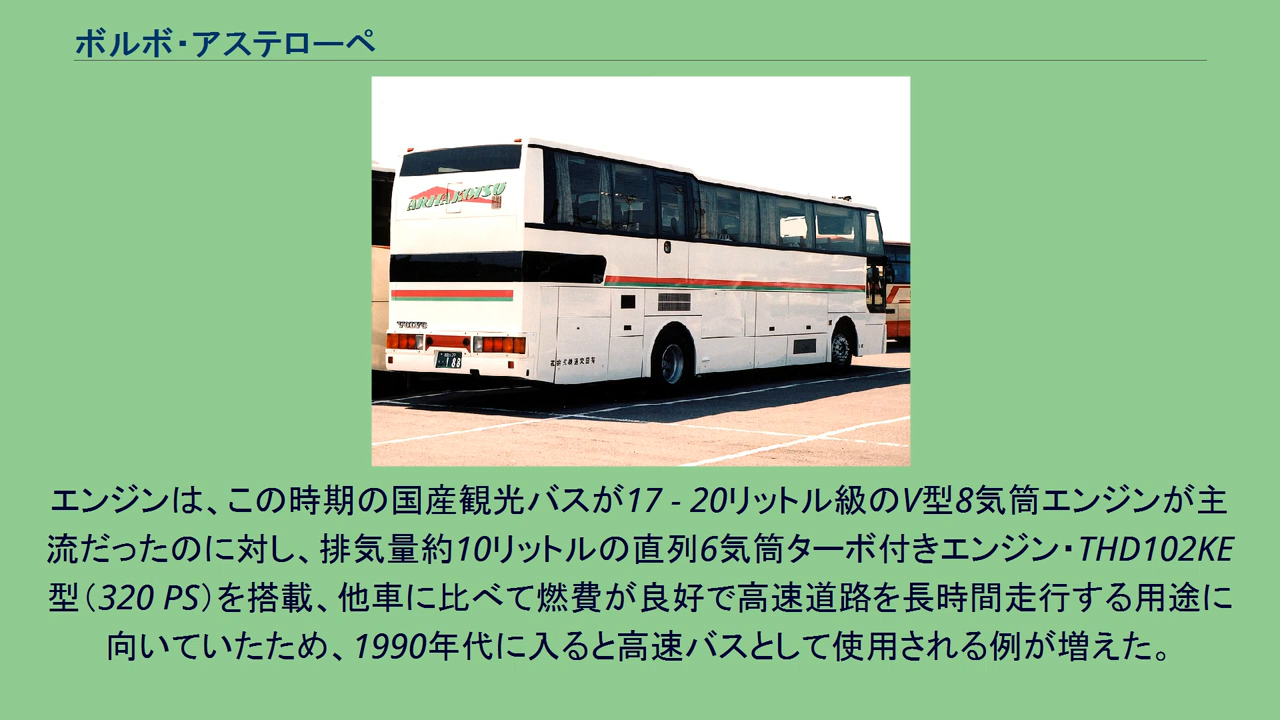 ボルボ・アステローペ
ARIAKEKOTSU
VOLVO
188
エンジンは、この時期の国産観光バスが17 - 20リットル級のV型8気筒エンジンが主
流だったのに対し、排気量約10リットルの直列6気筒ターボ付きエンジン・THD102KE
型（320 PS）を搭載、他車に比べて燃費が良好で高速道路を長時間走行する用途に
向いていたため、1990年代に入ると高速バスとして使用される例が増えた。